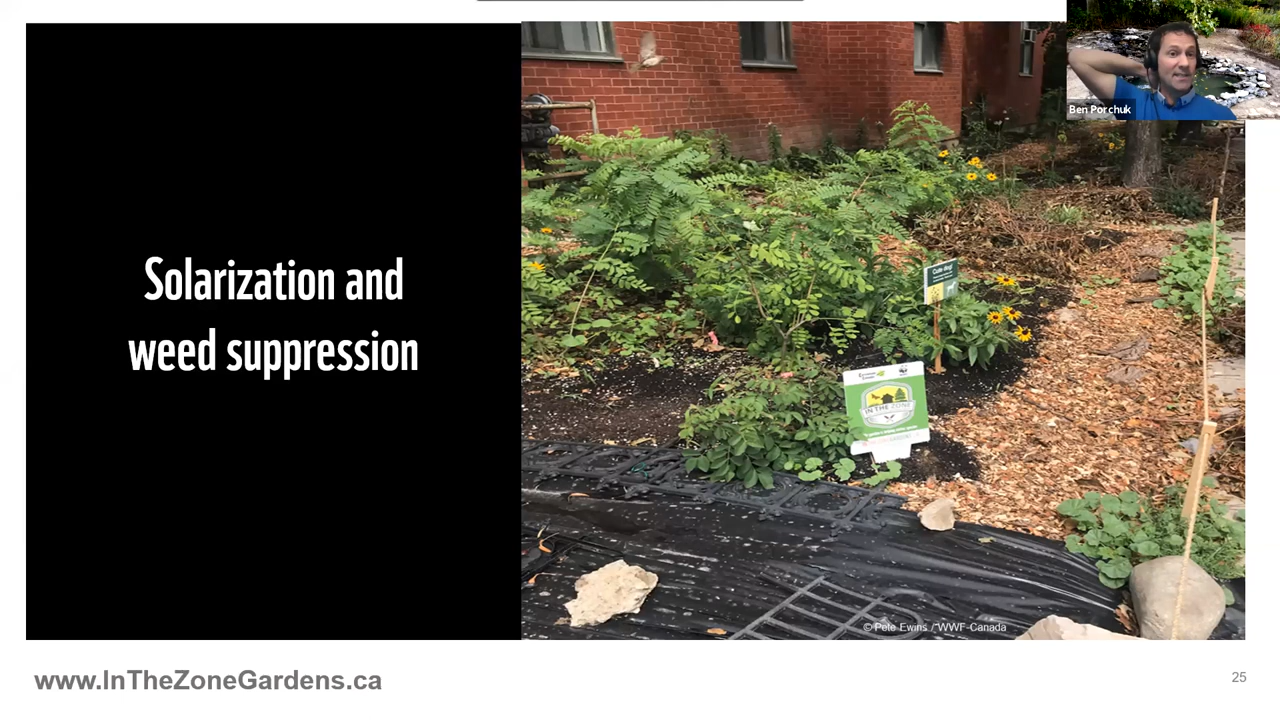 Ben Porchuk
Solarization and
weed suppression
IN THE ZONE
© Pete Ewins / WWF-Canada
www.InTheZoneGardens.ca
25